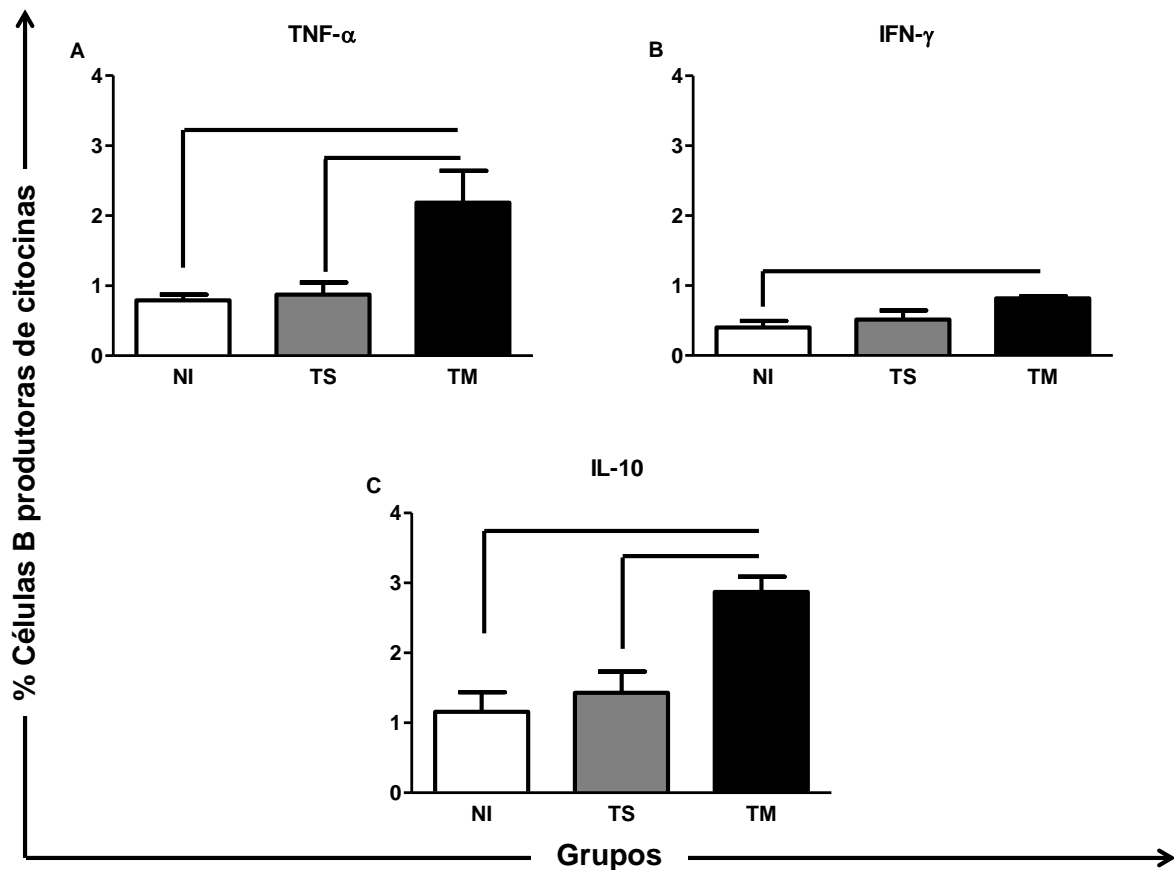 % Células B produtoras de citocinas
A
TNF-α
4
3
2
1
0
NI TS TM
B
IFN-γ
4
3
2
1
0
NI TS TM
C
IL-10
4
3
2
1
0
NI TS TM
Grupos